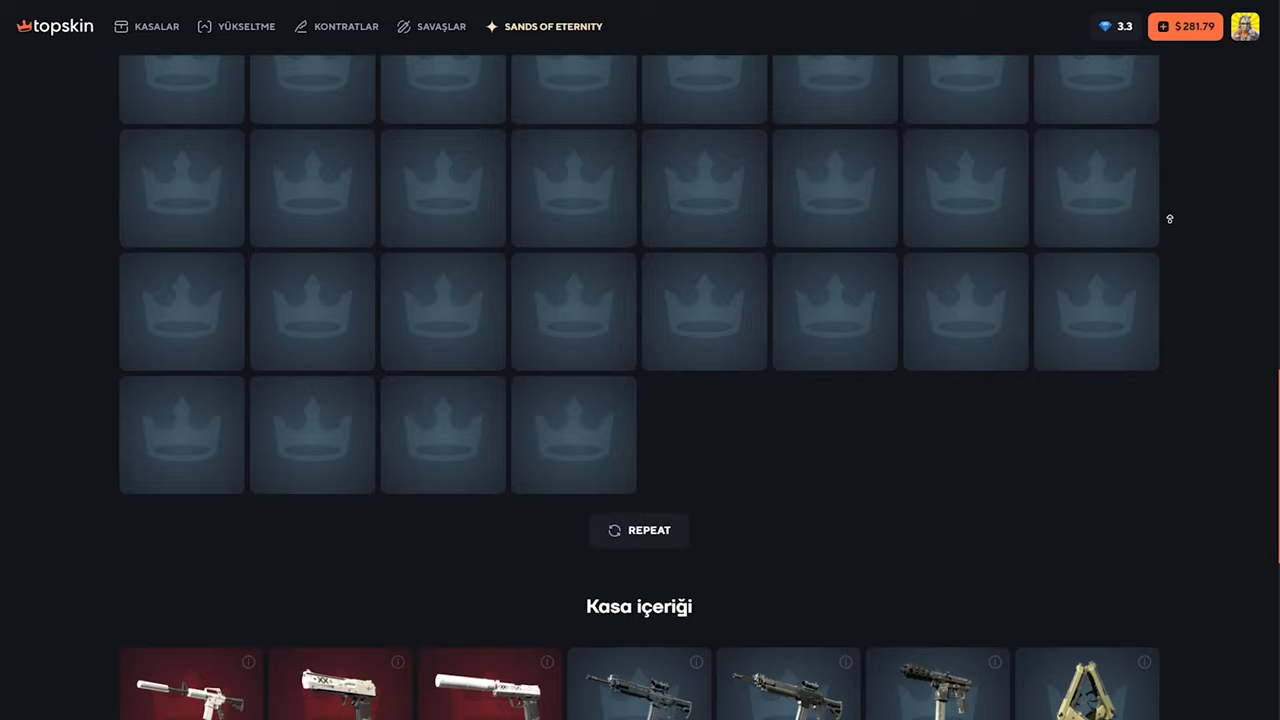 topskin
KASALAR
YÜKSELTME
KONTRATLAR
SAVAŞLAR
SANDS OF ETERNITY
3.3
$ 281.79
REPEAT
Kasa içeriği